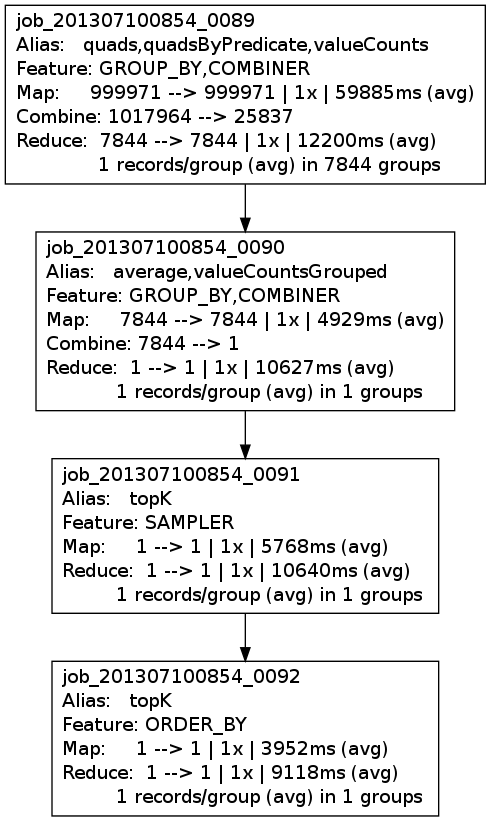 job_201307100854_0089
Alias: quads,quadsByPredicate,valueCounts
Feature: GROUP_BY,COMBINER
Map: 999971 --> 999971 | 1x | 59885ms (avg)
Combine: 1017964 --> 25837
Reduce: 7844 --> 7844 | 1x | 12200ms (avg)
1 records/group (avg) in 7844 groups
job_201307100854_0090
Alias: average,valueCountsGrouped
Feature: GROUP_BY,COMBINER
Map: 7844 --> 7844 | 1x | 4929ms (avg)
Combine: 7844 --> 1
Reduce: 1 --> 1 | 1x | 10627ms (avg)
1 records/group (avg) in 1 groups
job_201307100854_0091
Alias: topK
Feature: SAMPLER
Map: 1 --> 1 | 1x | 5768ms (avg)
Reduce: 1 --> 1 | 1x | 10640ms (avg)
1 records/group (avg) in 1 groups
job_201307100854_0092
Alias: topK
Feature: ORDER_BY
Map: 1 --> 1 | 1x | 3952ms (avg)
Reduce: 1 --> 1 | 1x | 9118ms (avg)
1 records/group (avg) in 1 groups